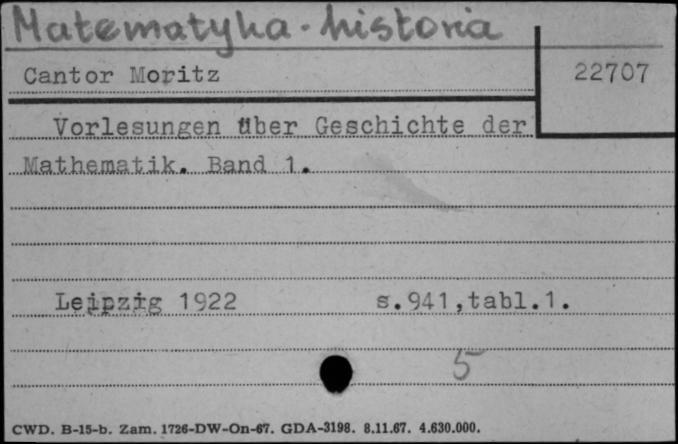 Matematyka - historia
Cantor Moritz
22707
Vorlesungen über Geschichte der
Mathematik. Band 1.
Leipzig 1922 s.941,tabl.1.
5
CWD. B-15-b. Zam. 1726-DW-On-67. GDA-3198. 8.11.67. 4.630.000.